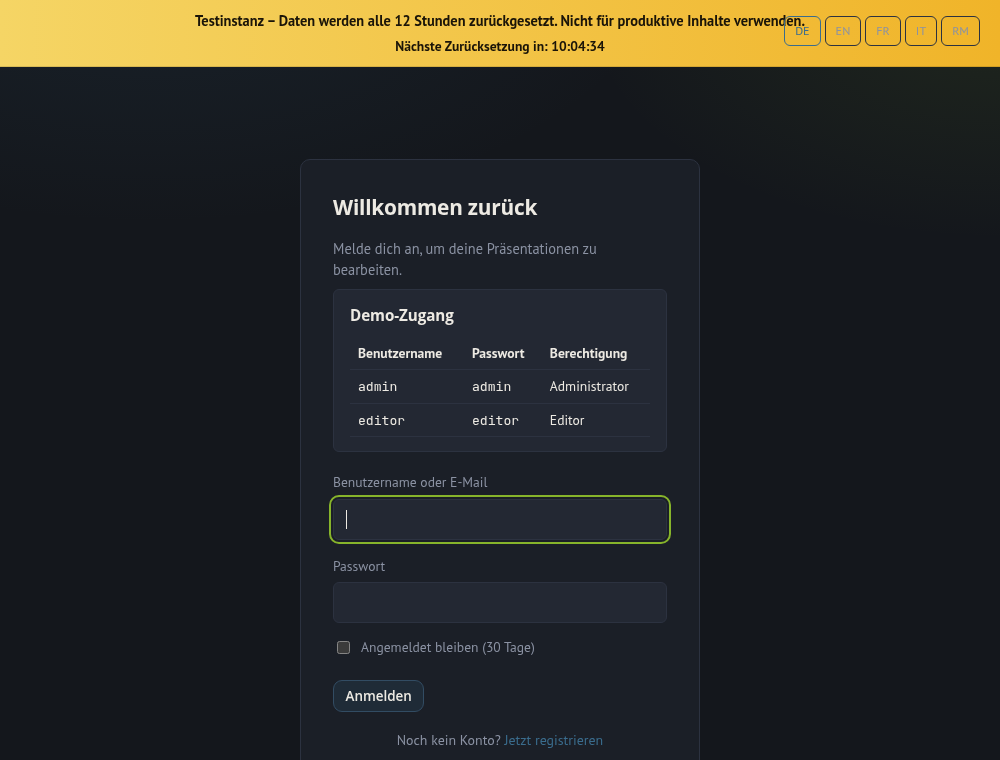 Testinstanz – Daten werden alle 12 Stunden zurückgesetzt. Nicht für produktive Inhalte verwenden.
Nächste Zurücksetzung in: 10:04:34
DE EN FR IT RM
Willkommen zurück
Melde dich an, um deine Präsentationen zu
bearbeiten.
Demo-Zugang
Benutzername Passwort Berechtigung
admin admin Administrator
editor editor Editor
Benutzername oder E-Mail
Passwort
Angemeldet bleiben (30 Tage)
Anmelden
Noch kein Konto? Jetzt registrieren